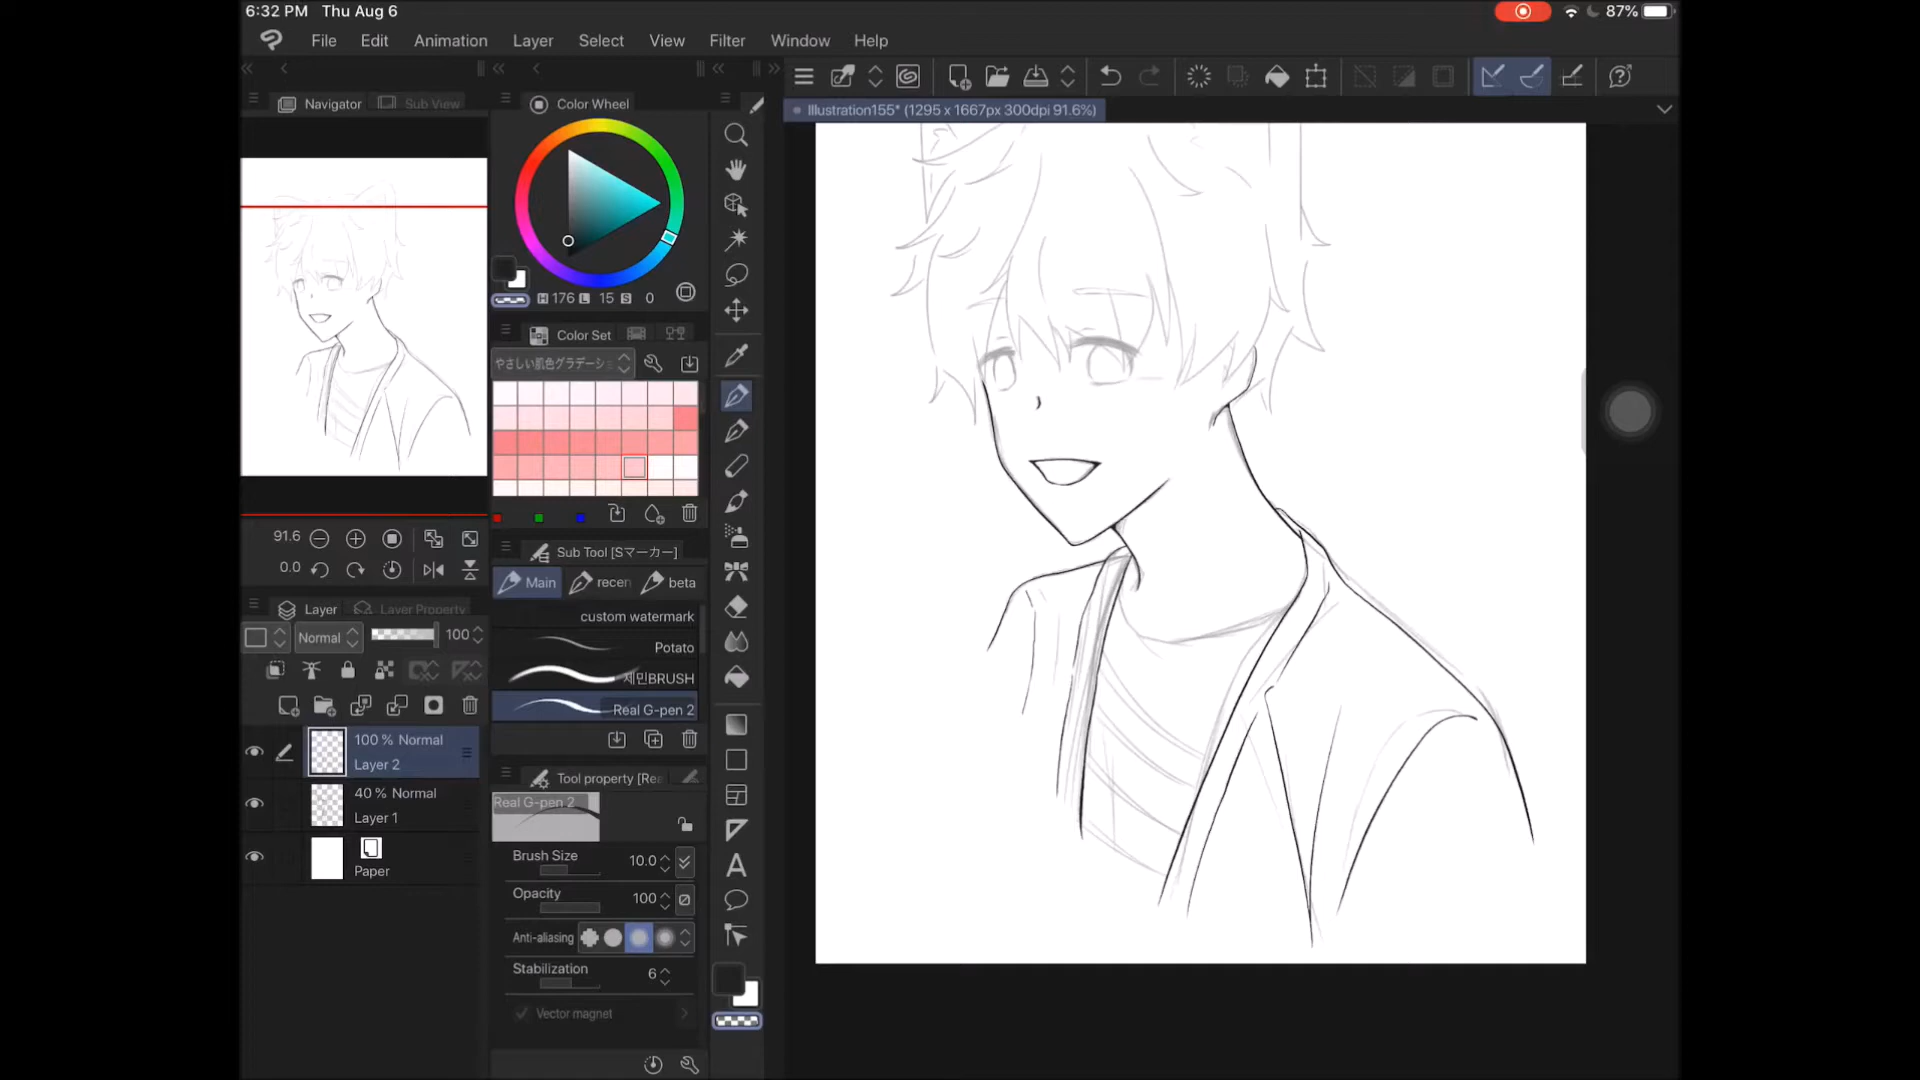 6:32 PM Thu Aug 6
87%
File Edit Animation Layer Select View Filter Window Help
Navigator Sub View
Color Wheel
Illustration155* (1295 x 1667px 300dpi 91.6%)
H 176 L 15 S 0
Color Set
やさしい肌色グラデーショ
91.6
0.0
Sub Tool [Sマーカー]
Main recen beta
custom watermark
Potato
제민BRUSH
Real G-pen 2
Layer Layer Property
Normal 100
100 % Normal
Layer 2
40 % Normal
Layer 1
Paper
Tool property [Re
Real G-pen 2
Brush Size 10.0
Opacity 100
Anti-aliasing
Stabilization 6
Vector magnet
A